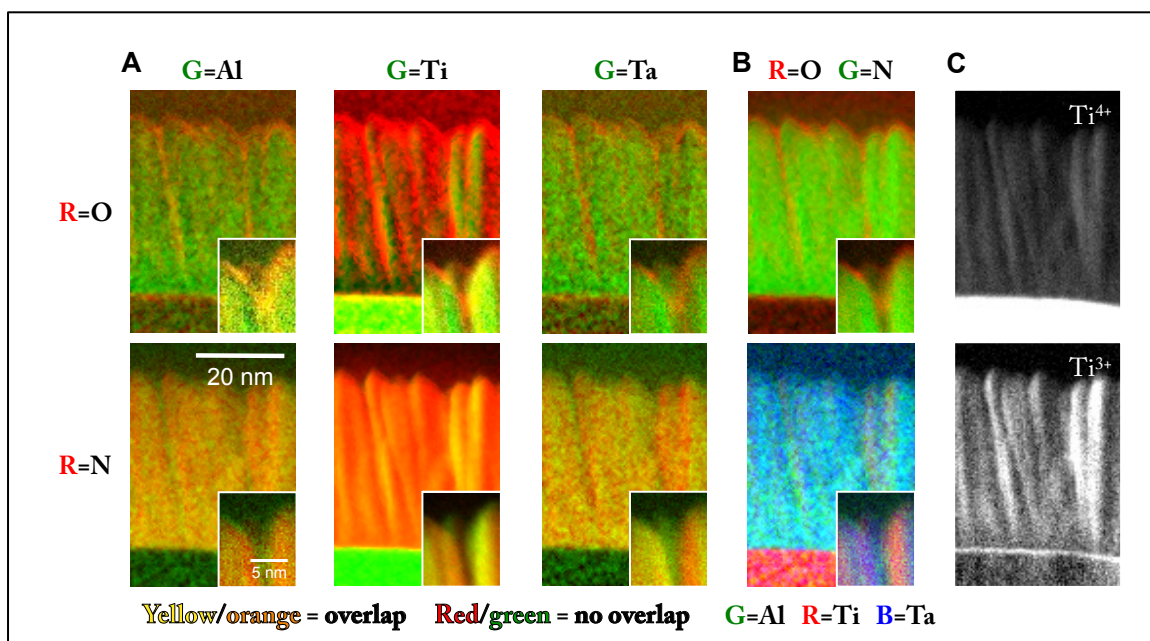 A
B
C
G=Al
G=Ti
G=Ta
R=O G=N
R=O
Ti⁴⁺
20 nm
R=N
Ti³⁺
5 nm
Yellow/orange = overlap
Red/green = no overlap
G=Al R=Ti B=Ta